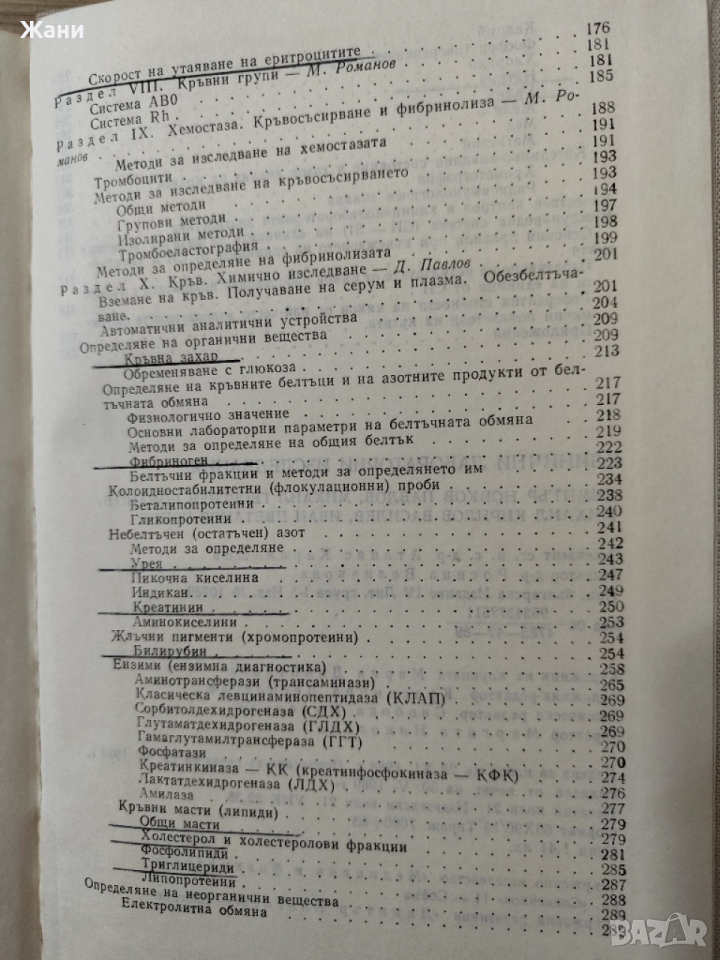 Жани
Скорост на утаяване на еритроцитите 176
Раздел VIII. Кръвни групи — М. Романов 181
Система AB0 181
Система Rh 185
Раздел IX. Хемостаза. Кръвосъсирване и фибринолиза — М. Ро-
манов 188
Методи за изследване на хемостазата 191
Тромбоцити 191
Методи за изследване на кръвосъсирването 193
Общи методи 193
Групови методи 194
Изолирани методи 197
Тромбоеластография 198
Методи за определяне на фибринолизата 199
Раздел X. Кръв. Химично изследване — Д. Павлов 201
Вземане на кръв. Получаване на серум и плазма. Обезбелтъча-
ване. 201
Автоматични аналитични устройства 204
Определяне на органични вещества 209
Кръвна захар 209
Обременяване с глюкоза 213
Определяне на кръвните белтъци и на азотните продукти от бел-
тъчната обмяна 217
Физиологично значение 217
Основни лабораторни параметри на белтъчната обмяна 218
Методи за определяне на общия белтък 219
Фибриноген 222
Белтъчни фракции и методи за определянето им 223
Колоидностабилитетни (флокулационни) проби 234
Беталипопротеини 238
Гликопротеини 240
Небелтъчен (остатъчен) азот 241
Методи за определяне 242
Урея 243
Пикочна киселина 247
Индикан 249
Креатинин 250
Аминокиселини 253
Жлъчни пигменти (хромопротеини) 254
Билирубин 254
Ензими (ензимна диагностика) 258
Аминотрансферази (трансаминази) 265
Класическа левцинаминопептидаза (КЛАП) 269
Сорбитолдехидрогеназа (СДХ) 269
Глутаматдехидрогеназа (ГЛДХ) 269
Гамаглутамилтрансфераза (ГГТ) 270
Фосфатази 270
Креатинкиназа — КК (креатинфосфокиназа — КФК) 274
Лактатдехидрогеназа (ЛДХ) 276
Амилаза 277
Кръвни масти (липиди) 279
Общи масти 279
Холестерол и холестеролови фракции 281
Фосфолипиди 285
Триглицериди 287
Липопротеини 288
Определяне на неорганични вещества 289
Електролитна обмяна 289
BAZAR